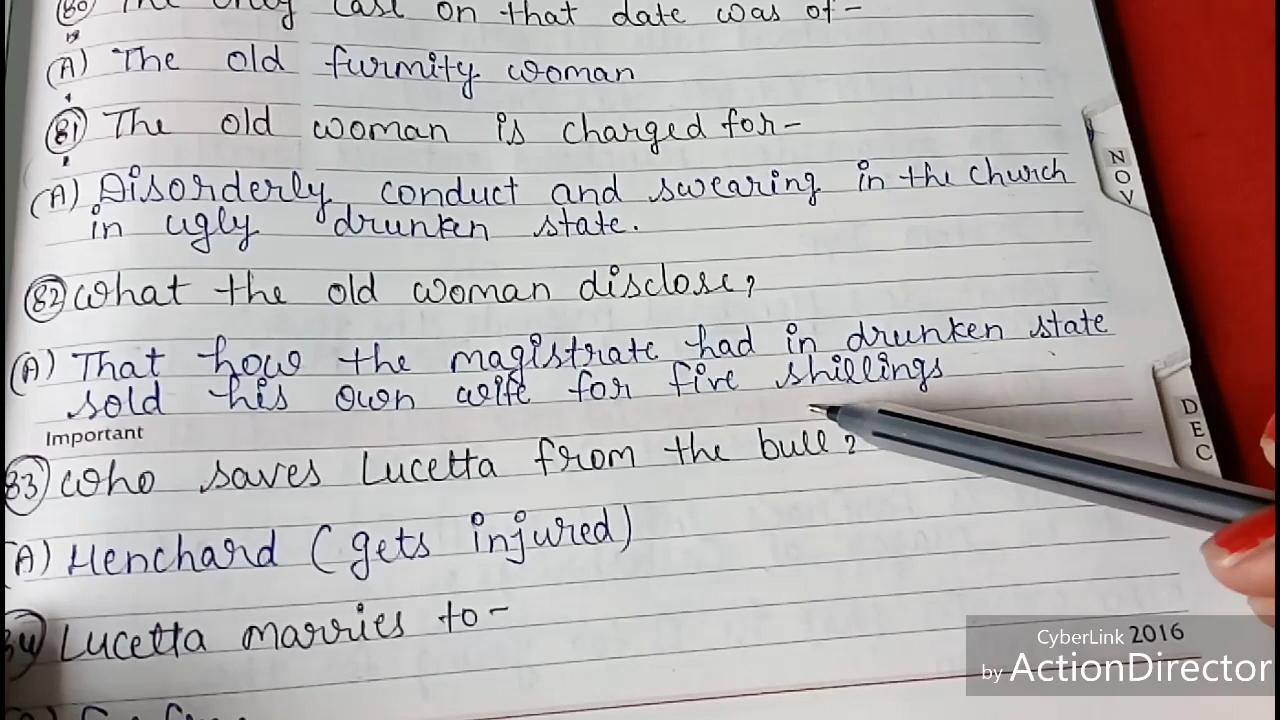 (80) The only case on that date was of-
(A) The old furmity woman
(81) The old woman is charged for-
(A) Disorderly conduct and swearing in the church
in ugly drunken state.
(82) what the old woman disclose?
(A) That how the magistrate had in drunken state
sold his own wife for five shillings
Important
83) who saves Lucetta from the bull?
(A) Henchard (gets injured)
84) Lucetta marries to-
NOV
DEC
CyberLink 2016
by ActionDirector